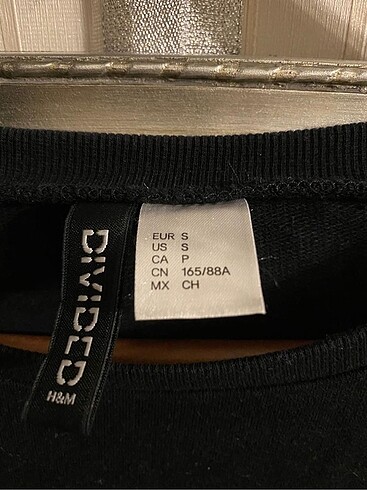 DIVIDED
H&M
EUR S
US S
CA P
CN 165/88A
MX CH